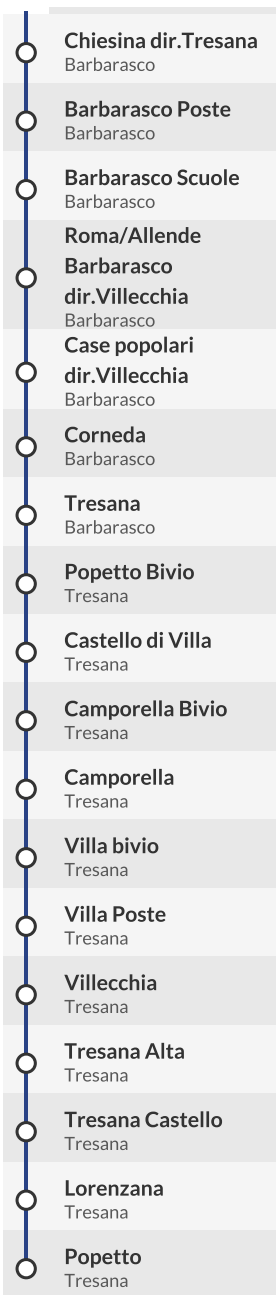 Chiesina dir.Tresana
Barbarasco
Barbarasco Poste
Barbarasco
Barbarasco Scuole
Barbarasco
Roma/Allende
Barbarasco
dir.Villecchia
Barbarasco
Case popolari
dir.Villecchia
Barbarasco
Corneda
Barbarasco
Tresana
Barbarasco
Popetto Bivio
Tresana
Castello di Villa
Tresana
Camporella Bivio
Tresana
Camporella
Tresana
Villa bivio
Tresana
Villa Poste
Tresana
Villecchia
Tresana
Tresana Alta
Tresana
Tresana Castello
Tresana
Lorenzana
Tresana
Popetto
Tresana